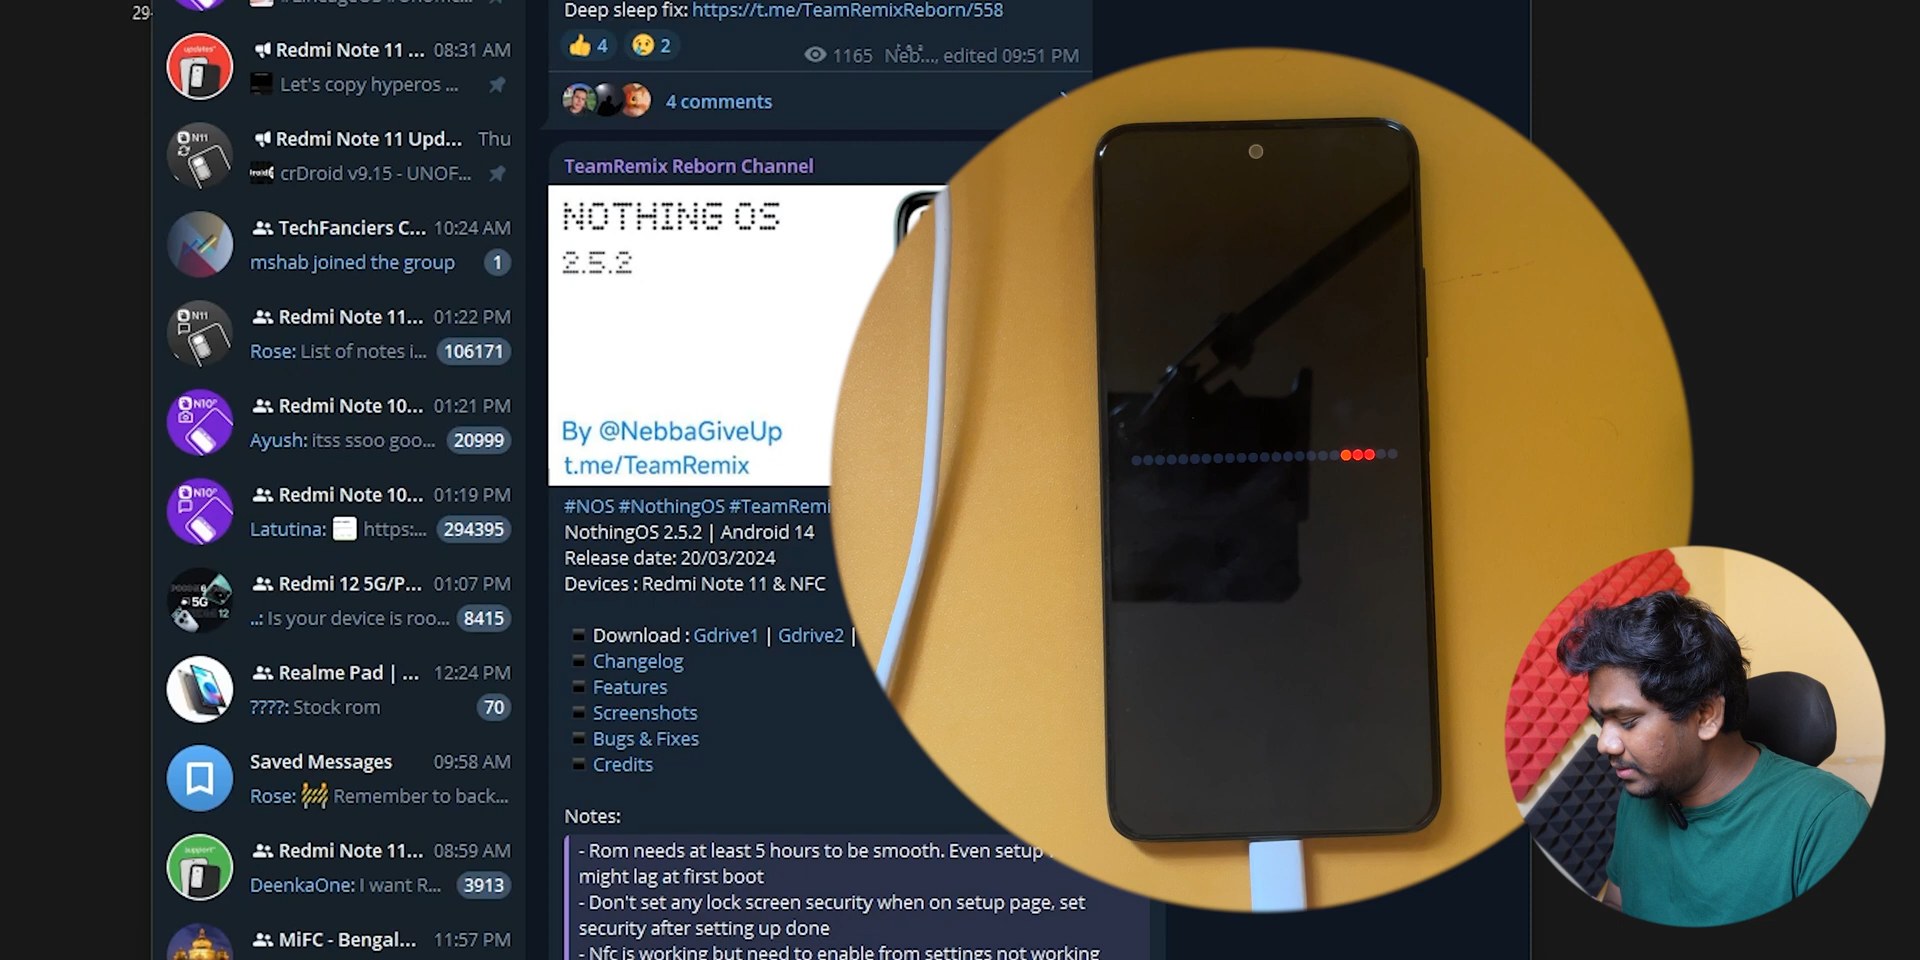 29
#LineageOS #Unoffic...
Redmi Note 11 ... 08:31 AM
Let's copy hyperos ...
updates
Redmi Note 11 Upd... Thu
crDroid v9.15 - UNOF...
N11
TechFanciers C... 10:24 AM
mshab joined the group 1
Redmi Note 11... 01:22 PM
Rose: List of notes i... 106171
N11
Redmi Note 10... 01:21 PM
Ayush: itss ssoo goo... 20999
Redmi Note 10... 01:19 PM
Latutina: https:... 294395
Redmi 12 5G/P... 01:07 PM
..: Is your device is roo... 8415
5G
12
Realme Pad | ... 12:24 PM
????: Stock rom 70
Saved Messages 09:58 AM
Rose: 🚧 Remember to back...
Redmi Note 11... 08:59 AM
DeenkaOne: I want R... 3913
support
MiFC - Bengal... 11:57 PM
Deep sleep fix: https://t.me/TeamRemixReborn/558
👍 4 😢 2
1165 Neb..., edited 09:51 PM
4 comments
TeamRemix Reborn Channel
NOTHING OS
2.5.2
By @NebbaGiveUp
t.me/TeamRemix
#NOS #NothingOS #TeamRemi
NothingOS 2.5.2 | Android 14
Release date: 20/03/2024
Devices : Redmi Note 11 & NFC
▪ Download : Gdrive1 | Gdrive2 |
▪ Changelog
▪ Features
▪ Screenshots
▪ Bugs & Fixes
▪ Credits
Notes:
- Rom needs at least 5 hours to be smooth. Even setup
might lag at first boot
- Don't set any lock screen security when on setup page, set
security after setting up done
- Nfc is working but need to enable from settings not working